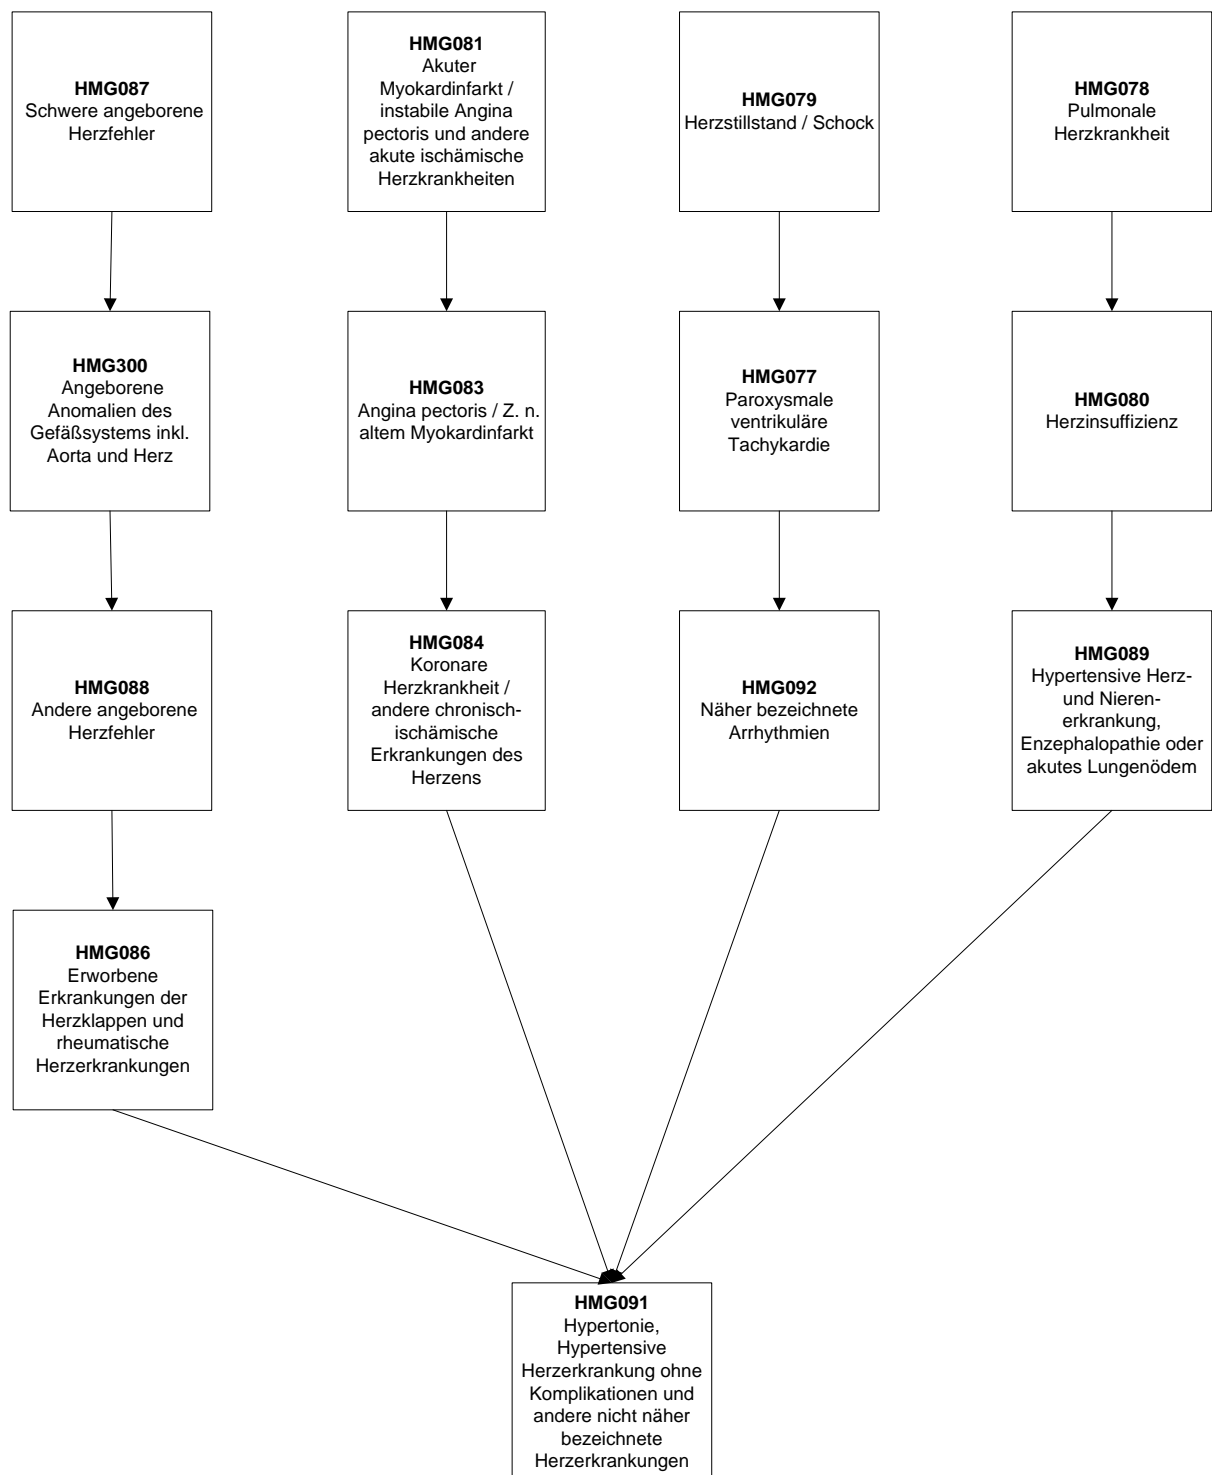 HMG087
Schwere angeborene
Herzfehler
HMG081
Akuter
Myokardinfarkt /
instabile Angina
pectoris und andere
akute ischämische
Herzkrankheiten
HMG079
Herzstillstand / Schock
HMG078
Pulmonale
Herzkrankheit
HMG300
Angeborene
Anomalien des
Gefäßsystems inkl.
Aorta und Herz
HMG083
Angina pectoris / Z. n.
altem Myokardinfarkt
HMG077
Paroxysmale
ventrikuläre
Tachykardie
HMG080
Herzinsuffizienz
HMG088
Andere angeborene
Herzfehler
HMG084
Koronare
Herzkrankheit /
andere chronisch-
ischämische
Erkrankungen des
Herzens
HMG092
Näher bezeichnete
Arrhythmien
HMG089
Hypertensive Herz-
und Nieren-
erkrankung,
Enzephalopathie oder
akutes Lungenödem
HMG086
Erworbene
Erkrankungen der
Herzklappen und
rheumatische
Herzerkrankungen
HMG091
Hypertonie,
Hypertensive
Herzerkrankung ohne
Komplikationen und
andere nicht näher
bezeichnete
Herzerkrankungen